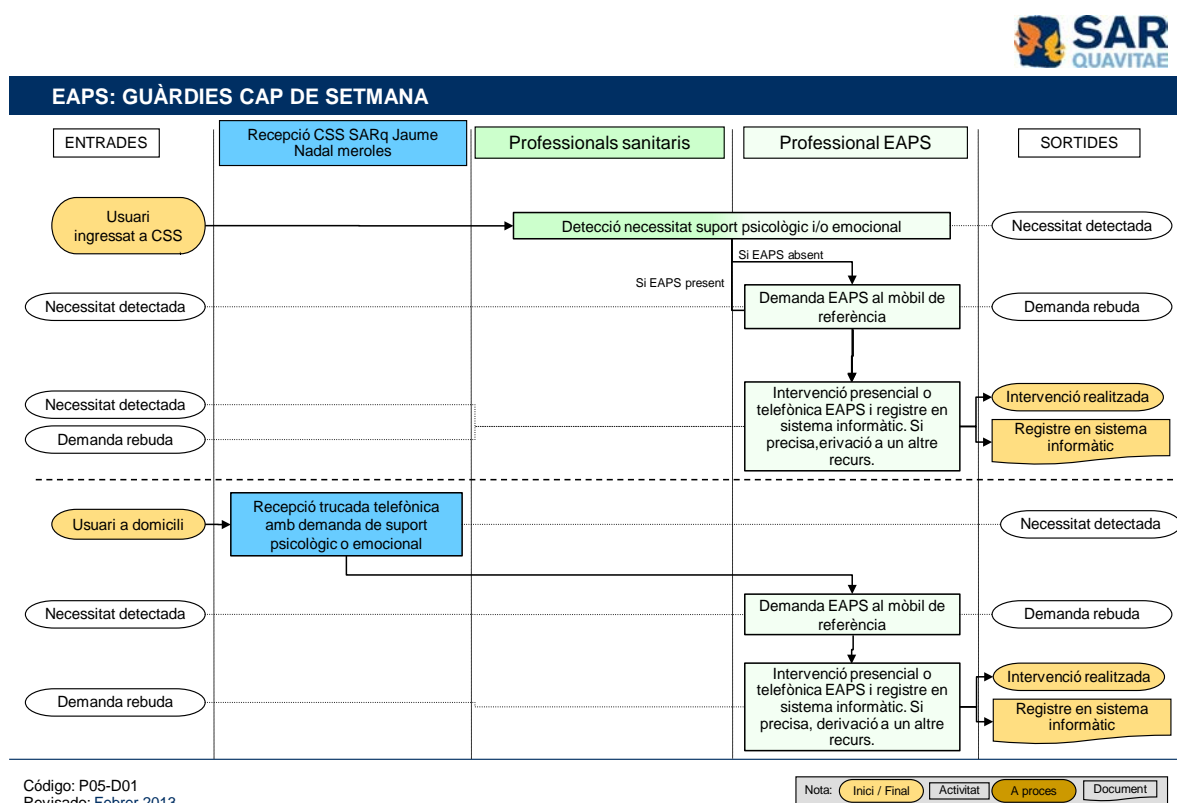 SAR
QUAVITAE
EAPS: GUÀRDIES CAP DE SETMANA
ENTRADES
Recepció CSS SARq Jaume
Nadal meroles
Professionals sanitaris
Professional EAPS
SORTIDES
Usuari
ingressat a CSS
Detecció necessitat suport psicològic i/o emocional
Necessitat detectada
Si EAPS absent
Si EAPS present
Necessitat detectada
Demanda EAPS al mòbil de
referència
Demanda rebuda
Necessitat detectada
Demanda rebuda
Intervenció presencial o
telefònica EAPS i registre en
sistema informàtic. Si
precisa,erivació a un altre
recurs.
Intervenció realitzada
Registre en sistema
informàtic
Usuari a domicili
Recepció trucada telefònica
amb demanda de suport
psicològic o emocional
Necessitat detectada
Necessitat detectada
Demanda EAPS al mòbil de
referència
Demanda rebuda
Demanda rebuda
Intervenció presencial o
telefònica EAPS i registre en
sistema informàtic. Si
precisa, derivació a un altre
recurs.
Intervenció realitzada
Registre en sistema
informàtic
Código: P05-D01
Revisado: Febrer 2013
Nota: Inici / Final Activitat A proces Document